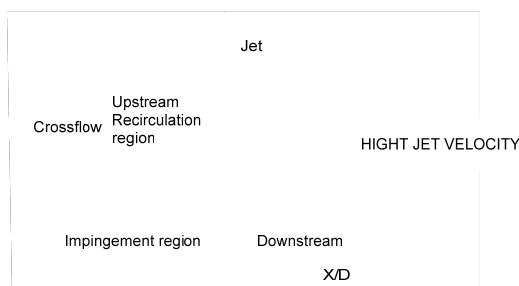 Jet
Upstream
Recirculation
region
Crossflow
HIGHT JET VELOCITY
Impingement region
Downstream
X/D